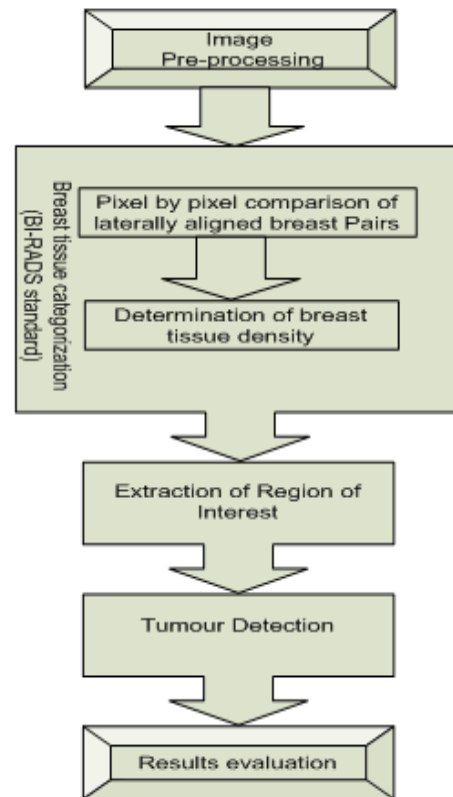 Image
Pre-processing
Breast tissue categorization
(BI-RADS standard)
Pixel by pixel comparison of
laterally aligned breast Pairs
Determination of breast
tissue density
Extraction of Region of
Interest
Tumour Detection
Results evaluation